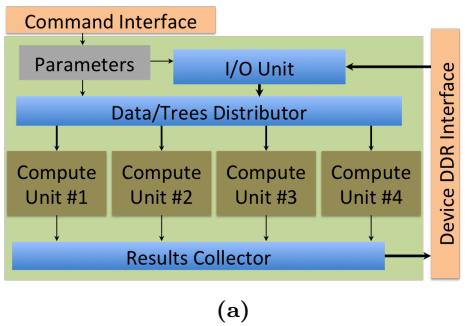 Command Interface
Parameters
I/O Unit
Data/Trees Distributor
Compute
Unit #1
Compute
Unit #2
Compute
Unit #3
Compute
Unit #4
Results Collector
Device DDR Interface
(a)